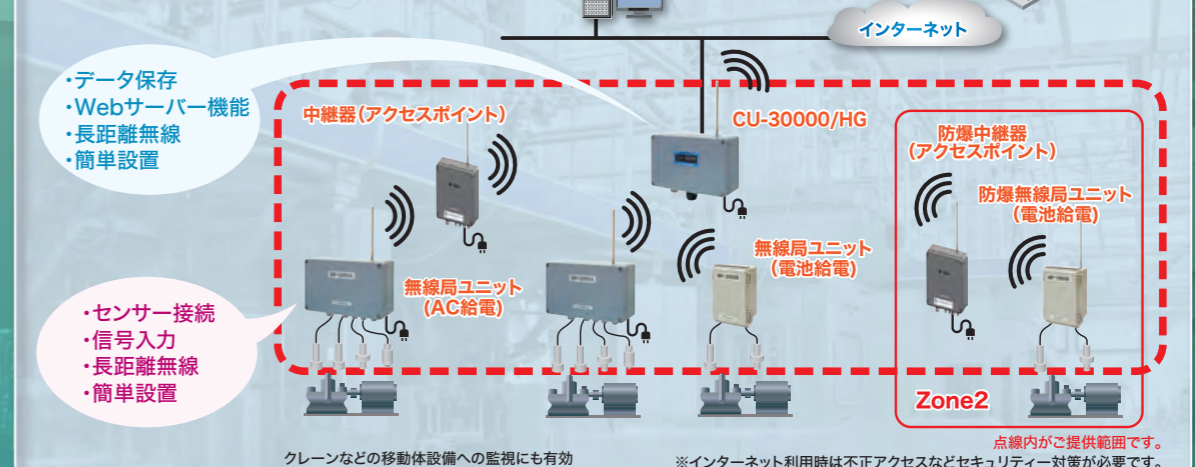 インターネット
・データ保存
・Webサーバー機能
・長距離無線
・簡単設置
中継器(アクセスポイント)
CU-30000/HG
防爆中継器
(アクセスポイント)
防爆無線局ユニット
(電池給電)
無線局ユニット
(電池給電)
無線局ユニット
(AC給電)
・センサー接続
・信号入力
・長距離無線
・簡単設置
Zone2
点線内がご提供範囲です。
クレーンなどの移動体設備への監視にも有効
※インターネット利用時は不正アクセスなどセキュリティー対策が必要です。